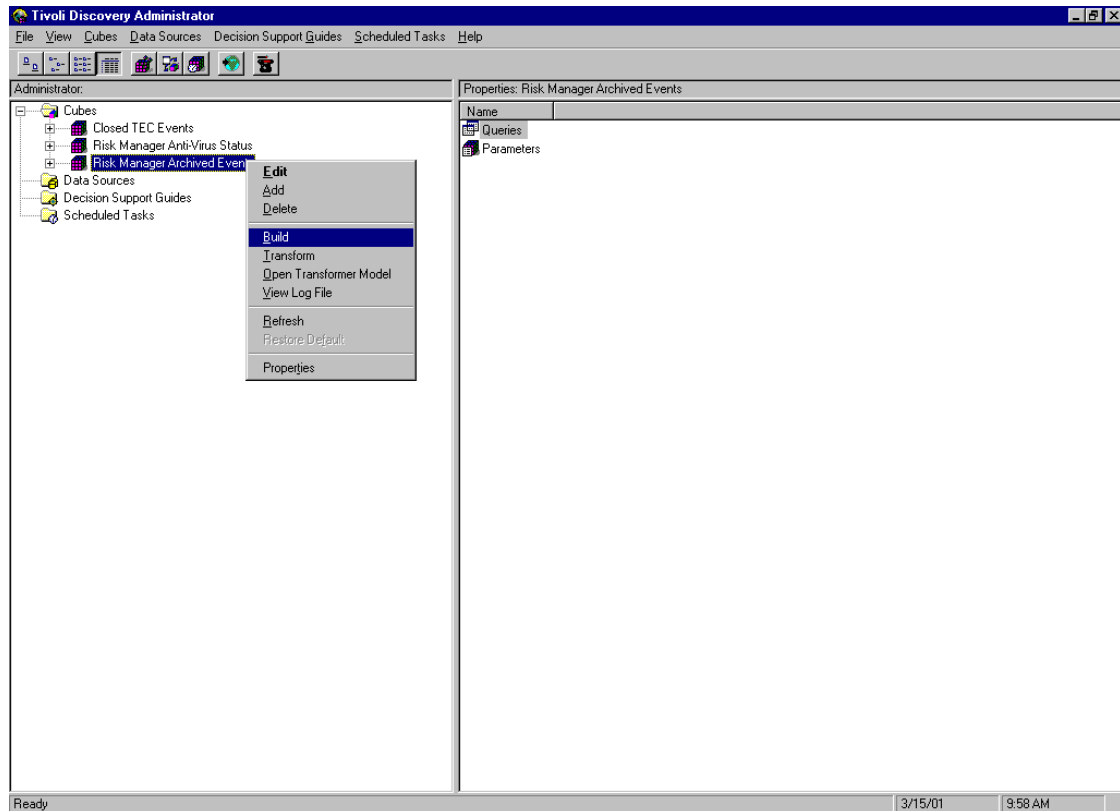 Tivoli Discovery Administrator
File View Cubes Data Sources Decision Support Guides Scheduled Tasks Help
Administrator:
Properties: Risk Manager Archived Events
Cubes
Closed TEC Events
Risk Manager Anti-Virus Status
Risk Manager Archived Event
Data Sources
Decision Support Guides
Scheduled Tasks
Edit
Add
Delete
Build
Transform
Open Transformer Model
View Log File
Refresh
Restore Default
Properties
Name
Queries
Parameters
Ready
3/15/01
9:58 AM